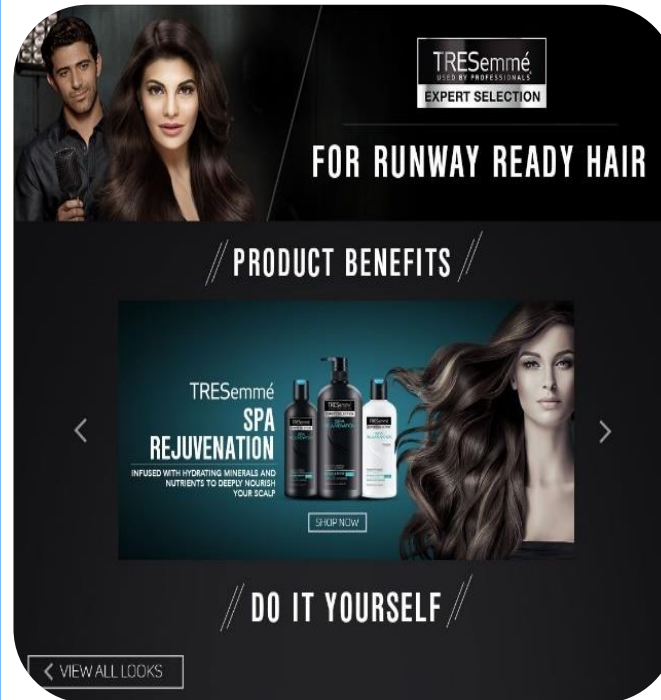 TRESemmé
USED BY PROFESSIONALS
EXPERT SELECTION
FOR RUNWAY READY HAIR
PRODUCT BENEFITS
TRESemmé
SPA
REJUVENATION
INFUSED WITH HYDRATING MINERALS AND
NUTRIENTS TO DEEPLY NOURISH
YOUR SCALP
SHOP NOW
DO IT YOURSELF
VIEW ALL LOOKS